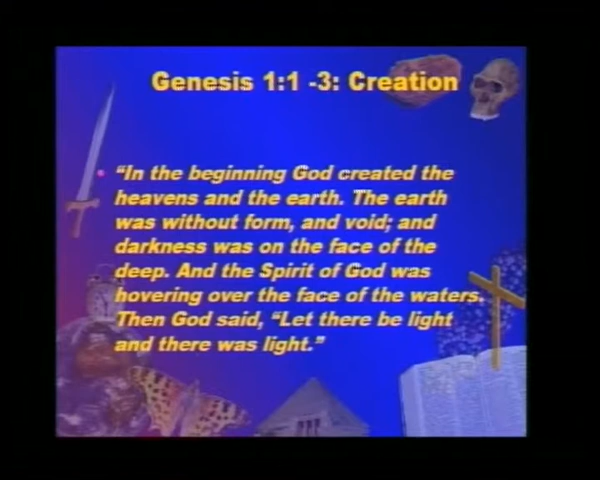 Genesis 1:1 -3: Creation
• “In the beginning God created the
heavens and the earth. The earth
was without form, and void; and
darkness was on the face of the
deep. And the Spirit of God was
hovering over the face of the waters.
Then God said, “Let there be light
and there was light.”